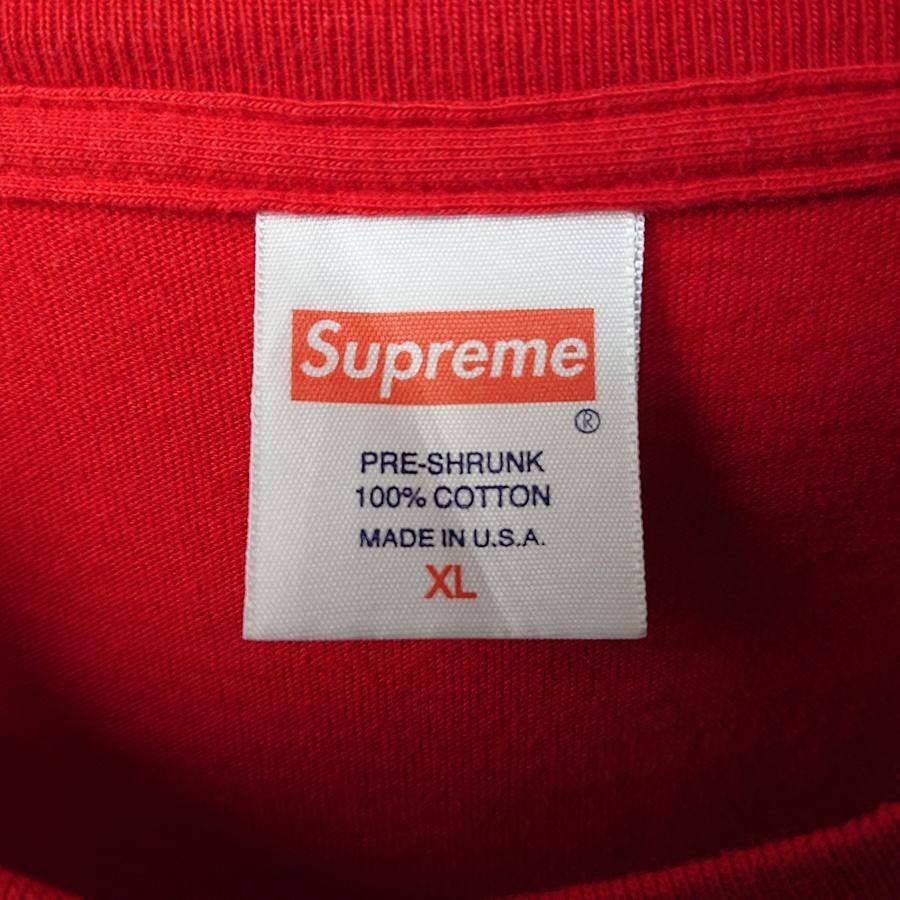 Supreme
®
PRE-SHRUNK
100% COTTON
MADE IN U.S.A.
XL